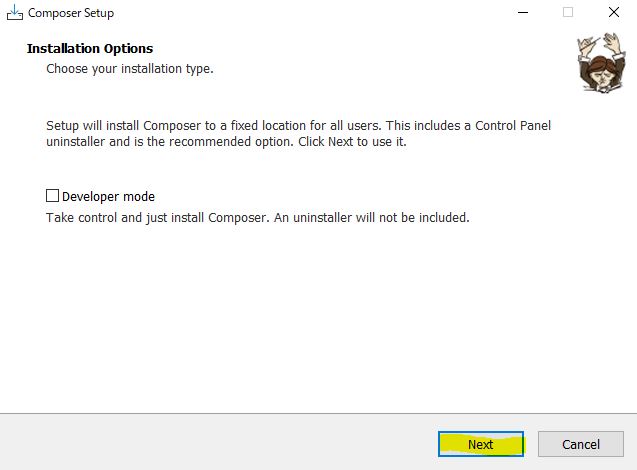 Composer Setup
Installation Options
Choose your installation type.
Setup will install Composer to a fixed location for all users. This includes a Control Panel
uninstaller and is the recommended option. Click Next to use it.
Developer mode
Take control and just install Composer. An uninstaller will not be included.
Next
Cancel